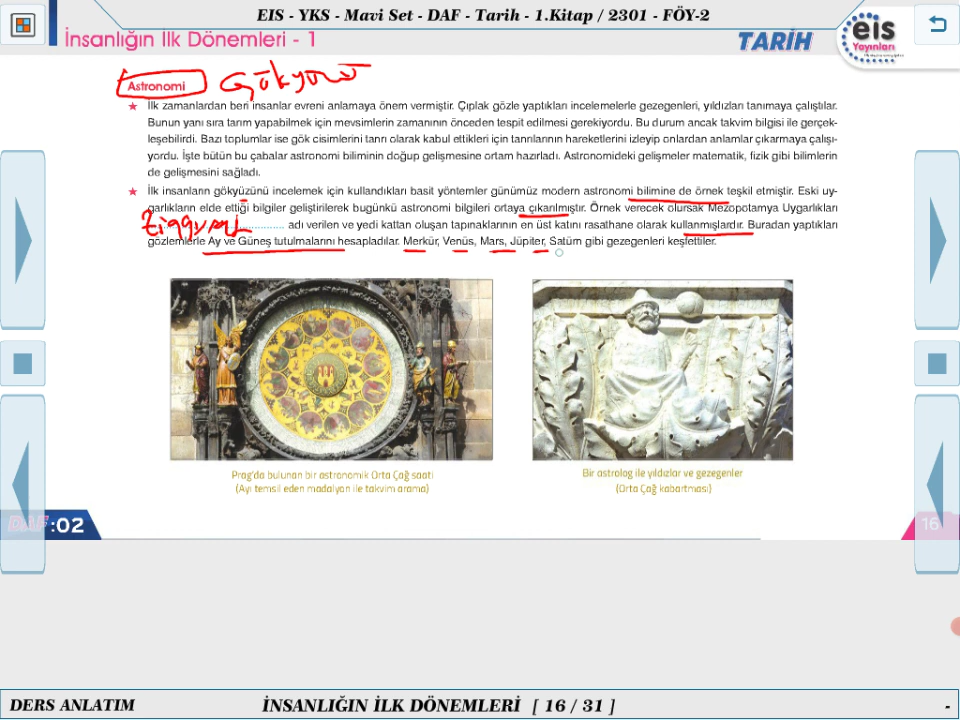 EIS - YKS - Mavi Set - DAF - Tarih - 1.Kitap / 2301 - FÖY-2
İnsanlığın İlk Dönemleri - 1
TARİH
eis
Yayınları
Astronomi
Gökyüzü
★ İlk zamanlardan beri insanlar evreni anlamaya önem vermiştir. Çıplak gözle yaptıkları incelemelerle gezegenleri, yıldızları tanımaya çalıştılar.
Bunun yanı sıra tarım yapabilmek için mevsimlerin zamanının önceden tespit edilmesi gerekiyordu. Bu durum ancak takvim bilgisi ile gerçek-
leşebilirdi. Bazı toplumlar ise gök cisimlerini tanrı olarak kabul ettikleri için tanrılarının hareketlerini izleyip onlardan anlamlar çıkarmaya çalışı-
yordu. İşte bütün bu çabalar astronomi biliminin doğup gelişmesine ortam hazırladı. Astronomideki gelişmeler matematik, fizik gibi bilimlerin
de gelişmesini sağladı.
★ İlk insanların gökyüzünü incelemek için kullandıkları basit yöntemler günümüz modern astronomi bilimine de örnek teşkil etmiştir. Eski uy-
garlıkların elde ettiği bilgiler geliştirilerek bugünkü astronomi bilgileri ortaya çıkarılmıştır. Örnek verecek olursak Mezopotamya Uygarlıkları
Ziggurat adı verilen ve yedi kattan oluşan tapınaklarının en üst katını rasathane olarak kullanmışlardır. Buradan yaptıkları
gözlemlerle Ay ve Güneş tutulmalarını hesapladılar. Merkür, Venüs, Mars, Jüpiter, Satürn gibi gezegenleri keşfettiler.
Prag'da bulunan bir astronomik Orta Çağ saati
(Ayı temsil eden madalyon ile takvim arama)
Bir astrolog ile yıldızlar ve gezegenler
(Orta Çağ kabartması)
DAF :02
16
DERS ANLATIM
İNSANLIĞIN İLK DÖNEMLERİ [ 16 / 31 ]
-